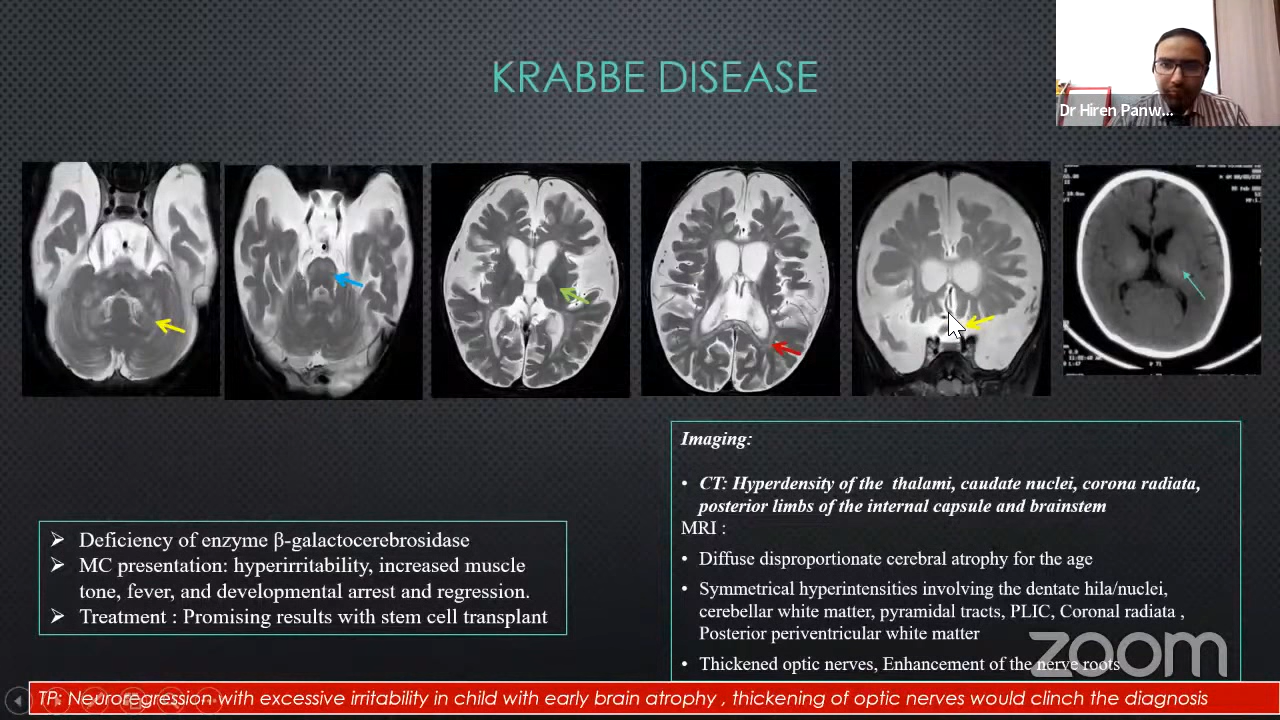 KRABBE DISEASE
Dr Hiren Panw...
Imaging:
• CT: Hyperdensity of the thalami, caudate nuclei, corona radiata,
posterior limbs of the internal capsule and brainstem
MRI :
• Diffuse disproportionate cerebral atrophy for the age
• Symmetrical hyperintensities involving the dentate hila/nuclei,
cerebellar white matter, pyramidal tracts, PLIC, Coronal radiata ,
Posterior periventricular white matter
• Thickened optic nerves, Enhancement of the nerve roots
➢ Deficiency of enzyme β-galactocerebrosidase
➢ MC presentation: hyperirritability, increased muscle
tone, fever, and developmental arrest and regression.
➢ Treatment : Promising results with stem cell transplant
zoom
TP: Neuroregression with excessive irritability in child with early brain atrophy , thickening of optic nerves would clinch the diagnosis